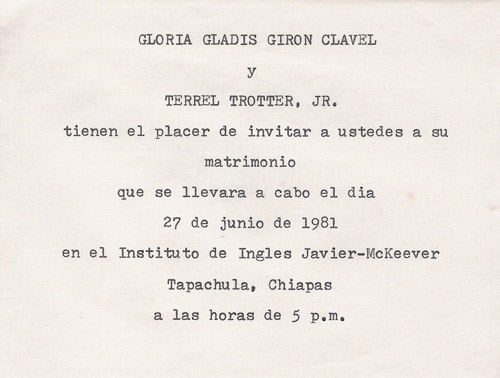 GLORIA GLADIS GIRON CLAVEL
y
TERREL TROTTER, JR.
tienen el placer de invitar a ustedes a su
matrimonio
que se llevara a cabo el dia
27 de junio de 1981
en el Instituto de Ingles Javier-McKeever
Tapachula, Chiapas
a las horas de 5 p.m.